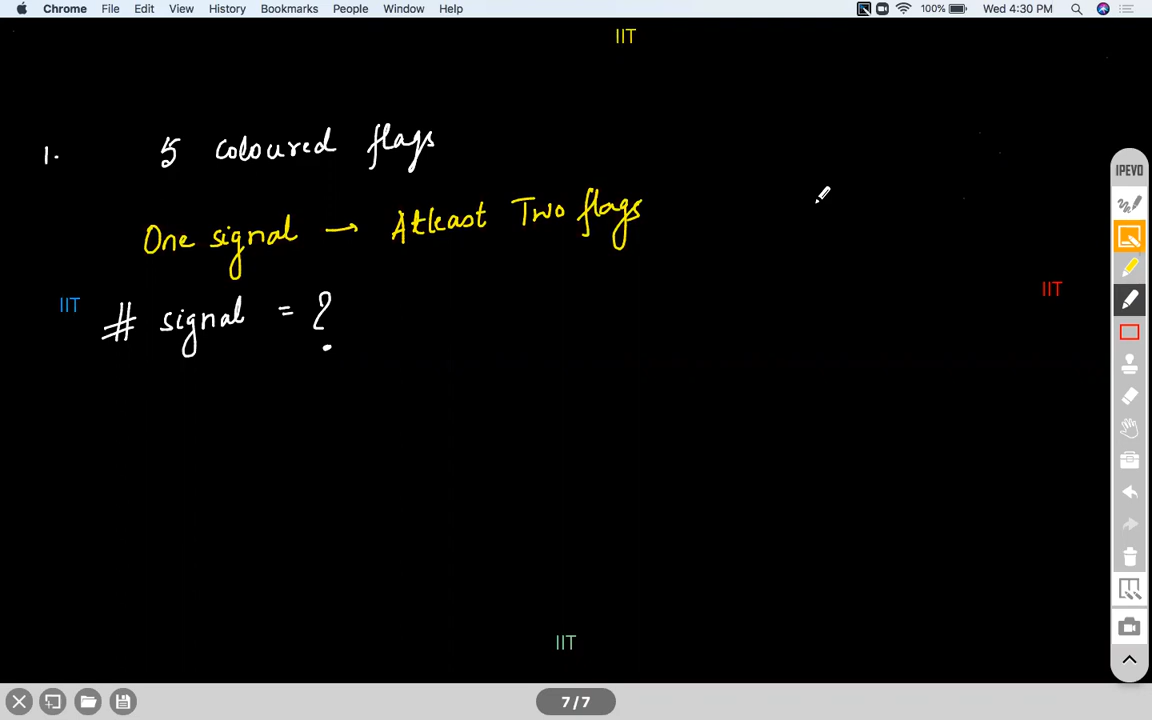 Chrome File Edit View History Bookmarks People Window Help 100% Wed 4:30 PM
IIT
1. 5 coloured flags
IPEVO
One signal → Atleast Two flags
IIT
IIT
# signal = ?
IIT
7/7